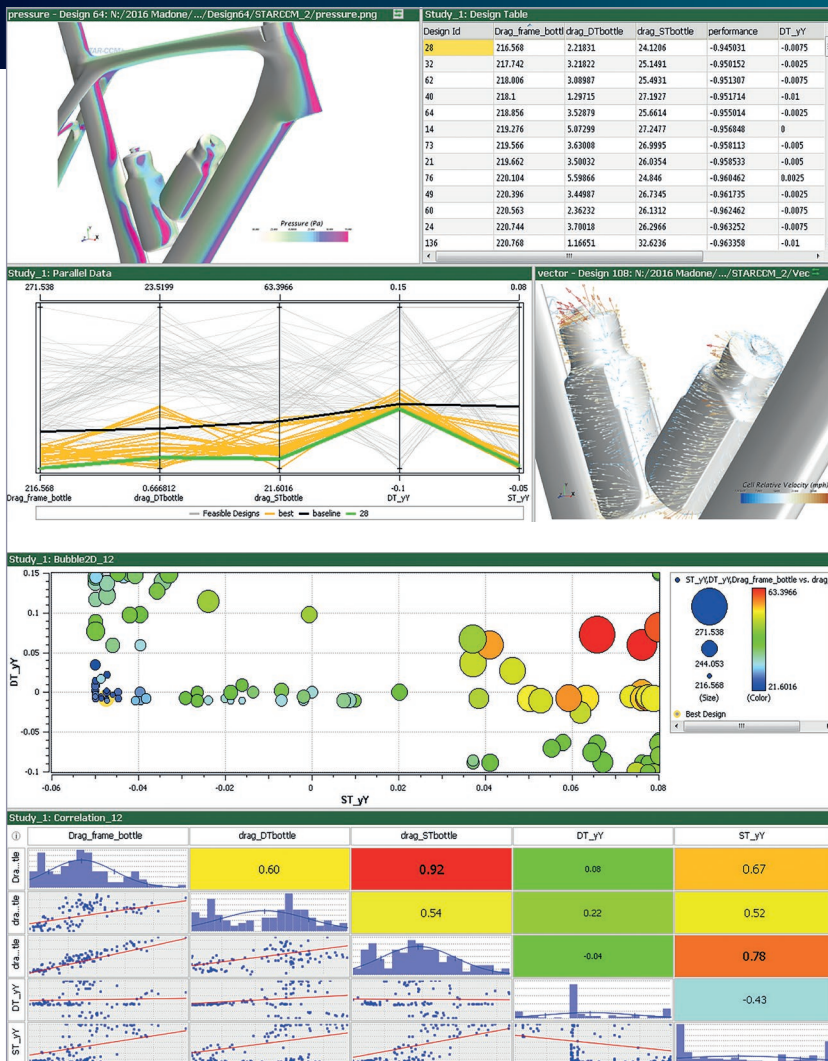 pressure - Design 64: N:/2016 Madone/.../Design64/STARCCM_2/pressure.png
STAR-CCM+
Pressure (Pa)
Study_1: Design Table
Design Id Drag_frame_bottl drag_DTbottle drag_STbottle performance DT_yY
28 216.568 2.21831 24.1206 -0.945031 -0.0075
32 217.742 3.21822 25.1491 -0.950152 -0.0025
62 218.006 3.08987 25.4931 -0.951307 -0.0075
40 218.1 1.29715 27.1927 -0.951714 -0.01
64 218.856 3.52879 25.6614 -0.955014 -0.0025
14 219.276 5.07299 27.2477 -0.956848 0
73 219.566 3.63008 26.9995 -0.958113 -0.005
21 219.662 3.50032 26.0354 -0.958533 -0.005
76 220.104 5.59866 24.846 -0.960462 0.0025
49 220.396 3.44987 26.7345 -0.961735 -0.0025
60 220.563 2.36232 26.1312 -0.962462 -0.0075
24 220.744 3.70018 26.2966 -0.963252 -0.0075
136 220.768 1.16651 32.6236 -0.963358 -0.01
Study_1: Parallel Data
271.538 23.5199 63.3966 0.15 0.08
216.568 0.666812 21.6016 -0.1 -0.05
Drag_frame_bottle drag_DTbottle drag_STbottle DT_yY ST_yY
Feasible Designs best baseline 28
vector - Design 108: N:/2016 Madone/.../STARCCM_2/Vec
Cell Relative Velocity (mph)
Study_1: Bubble2D_12
DT_yY
0.15
0.1
0.05
0
-0.05
-0.1
-0.06 -0.04 -0.02 0 0.02 0.04 0.06 0.08
ST_yY
ST_yY,DT_yY,Drag_frame_bottle vs. drag
271.538
244.053
216.568
(Size)
63.3966
21.6016
(Color)
Best Design
Study_1: Correlation_12
Drag_frame_bottle drag_DTbottle drag_STbottle DT_yY ST_yY
Dra...tle 0.60 0.92 0.08 0.67
dra...tle 0.54 0.22 0.52
dra...tle -0.04 0.78
DT_yY -0.43
ST_yY